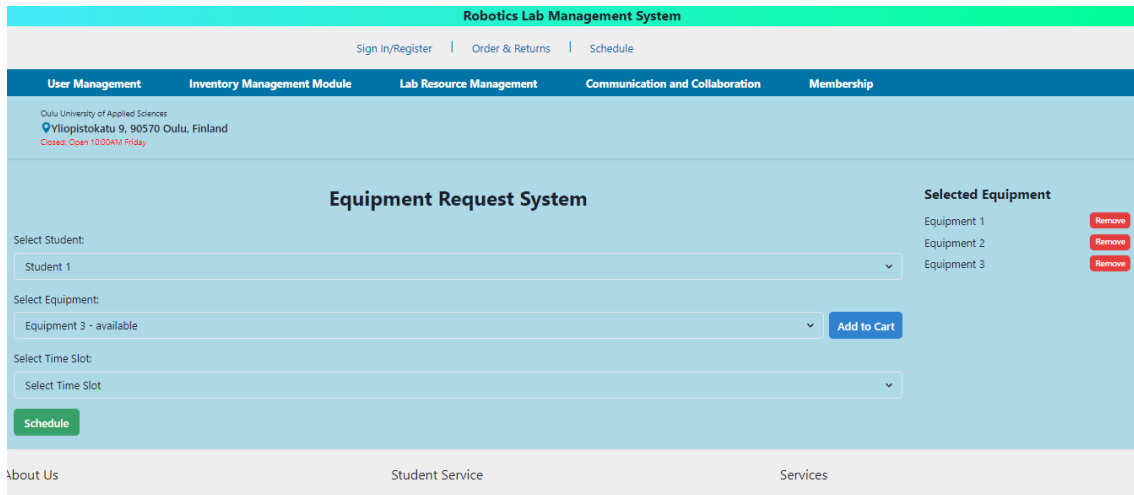 Robotics Lab Management System
Sign In/Register | Order & Returns | Schedule
User Management Inventory Management Module Lab Resource Management Communication and Collaboration Membership
Oulu University of Applied Sciences
Yliopistokatu 9, 90570 Oulu, Finland
Closed: Open 10:00AM Friday
Equipment Request System
Select Student:
Student 1
Select Equipment:
Equipment 3 - available
Add to Cart
Select Time Slot:
Select Time Slot
Schedule
Selected Equipment
Equipment 1 Remove
Equipment 2 Remove
Equipment 3 Remove
About Us Student Service Services